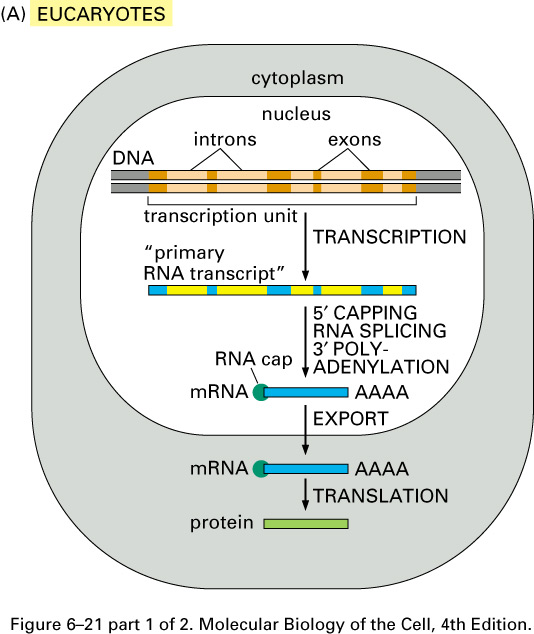 (A) EUCARYOTES
cytoplasm
nucleus
introns exons
DNA
transcription unit
TRANSCRIPTION
“primary
RNA transcript”
5′ CAPPING
RNA SPLICING
3′ POLY-
ADENYLATION
RNA cap
mRNA AAAA
EXPORT
mRNA AAAA
TRANSLATION
protein
Figure 6–21 part 1 of 2. Molecular Biology of the Cell, 4th Edition.